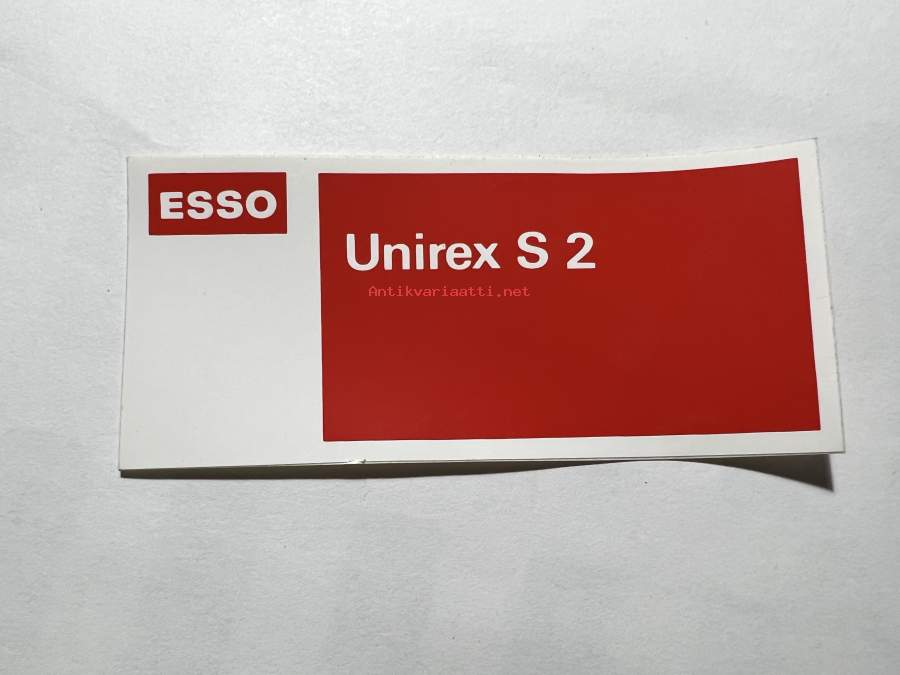 ESSO
Unirex S 2
Antikvariaatti.net